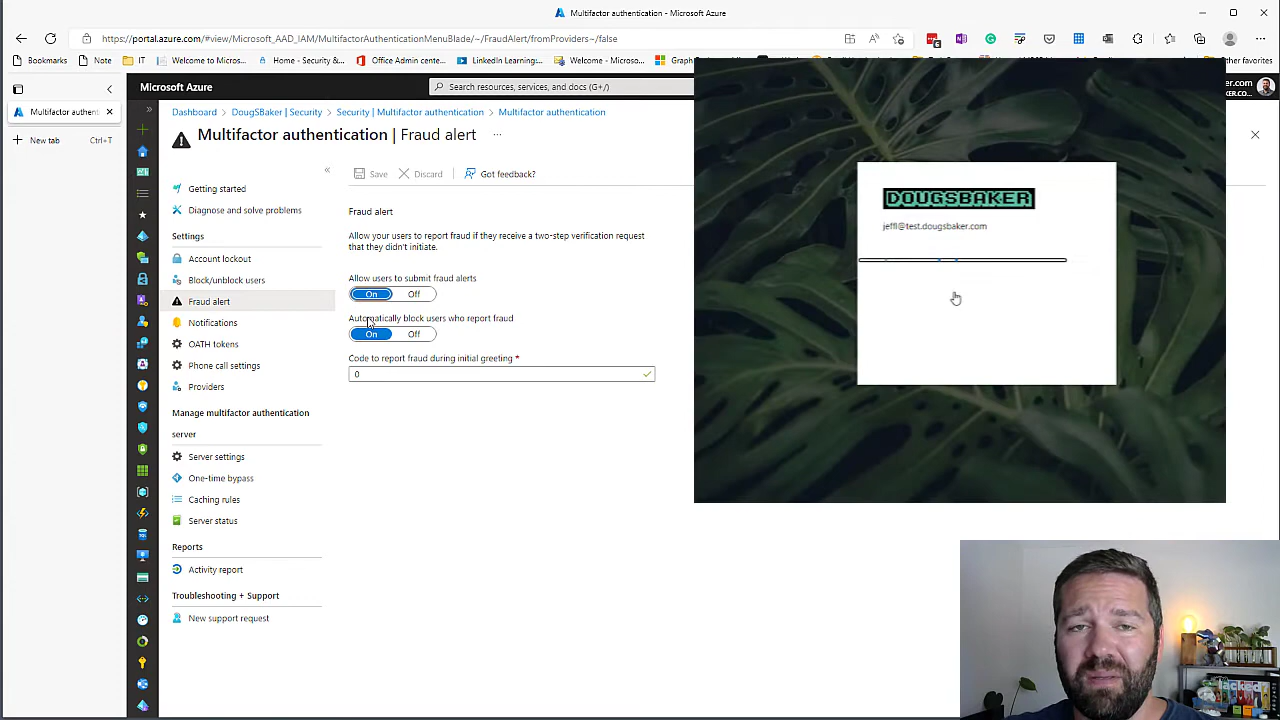 Multifactor authentication - Microsoft Azure
https://portal.azure.com/#view/Microsoft_AAD_IAM/MultifactorAuthenticationMenuBlade/~/FraudAlert/fromProviders~/false
6
Bookmarks Note IT Welcome to Micros... Home - Security &... Office Admin cente... LinkedIn Learning:... Welcome - Microso... Graph favorites
Microsoft Azure
Search resources, services, and docs (G+/)
Multifactor authent
New tab Ctrl+T
Dashboard > DougSBaker | Security > Security | Multifactor authentication > Multifactor authentication
Multifactor authentication | Fraud alert ...
Getting started
Diagnose and solve problems
Settings
Account lockout
Block/unblock users
Fraud alert
Notifications
OATH tokens
Phone call settings
Providers
Manage multifactor authentication
server
Server settings
One-time bypass
Caching rules
Server status
Reports
Activity report
Troubleshooting + Support
New support request
Save Discard Got feedback?
Fraud alert
Allow your users to report fraud if they receive a two-step verification request
that they didn't initiate.
Allow users to submit fraud alerts
On Off
Automatically block users who report fraud
On Off
Code to report fraud during initial greeting *
0
DOUGSBAKER
jeffl@test.dougsbaker.com